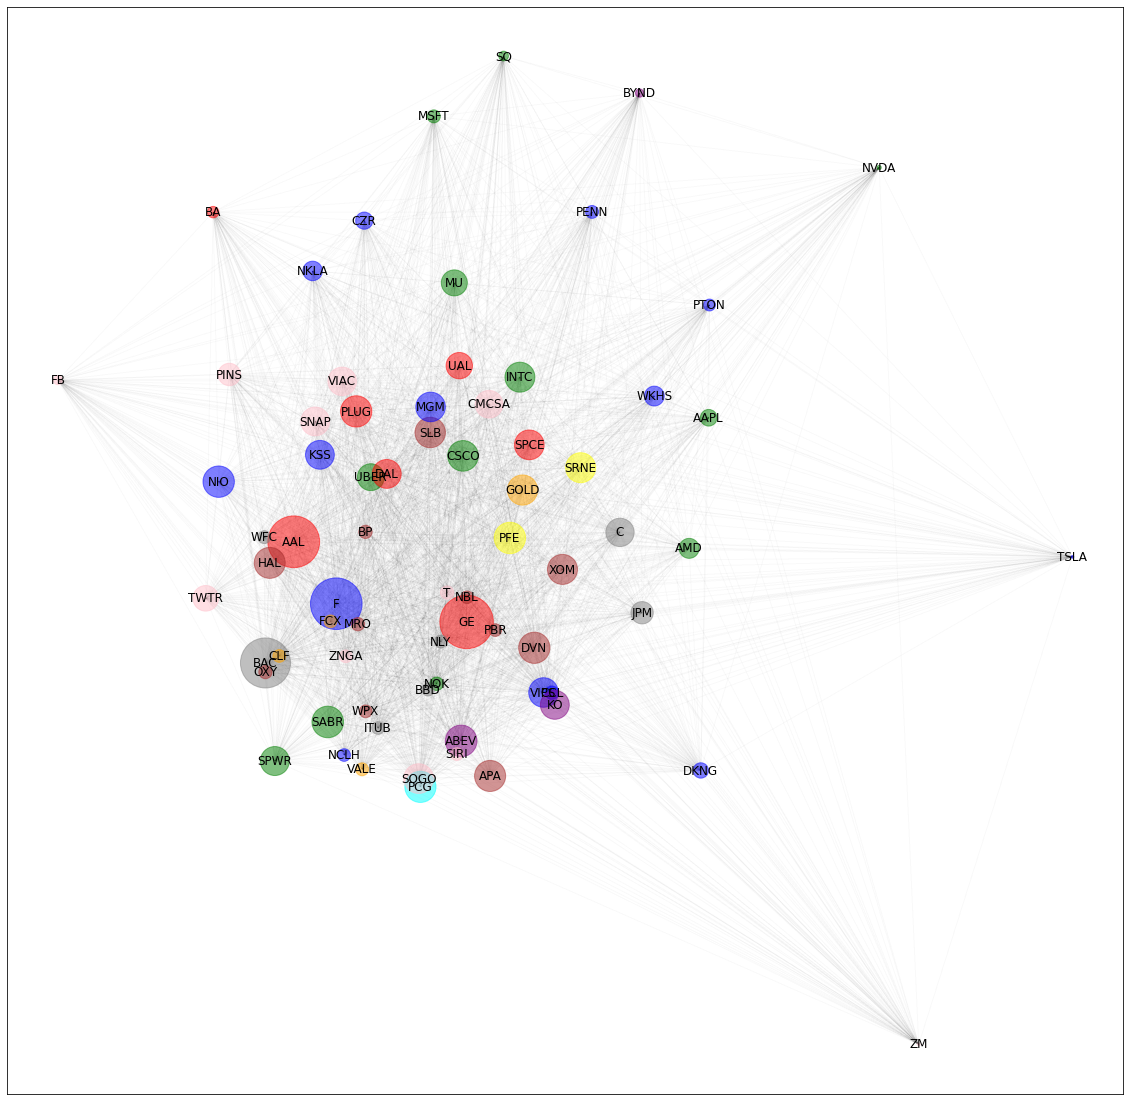 SQ
BYND
MSFT
NVDA
BA
PENN
CZR
NKLA
MU
PTON
UAL
PINS
INTC
FB
VIAC
WKHS
CMCSA
MGM
PLUG
AAPL
SNAP
SLB
SPCE
KSS
CSCO
SRNE
DAL
UBER
NIO
GOLD
BP
C
WFC
PFE
AAL
AMD
TSLA
HAL
XOM
T
NBL
TWTR
F
JPM
FCX
GE
MRO
PBR
NLY
DVN
ZNGA
CLF
BAC
OXY
NOK
BBD
VIPS
KO
WPX
SABR
ITUB
ABEV
SIRI
NCLH
SPWR
VALE
DKNG
APA
SOGO
PCG
ZM